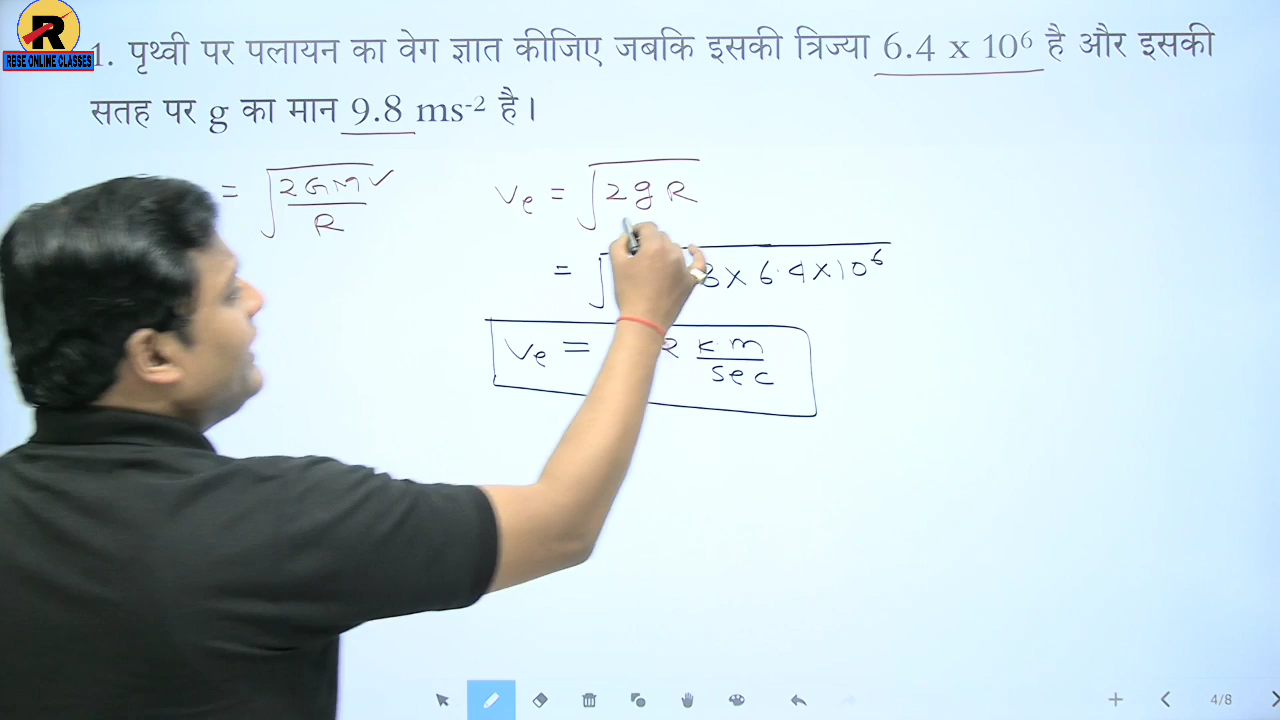 R
RBSE ONLINE CLASSES
1. पृथ्वी पर पलायन का वेग ज्ञात कीजिए जबकि इसकी त्रिज्या 6.4 x 10⁶ है और इसकी
सतह पर g का मान 9.8 ms⁻² है।
= √2GM/R ✓
Ve = √2gR
= √ 8 x 6.4 x 10⁶
Ve = 2 Km/sec
4/8